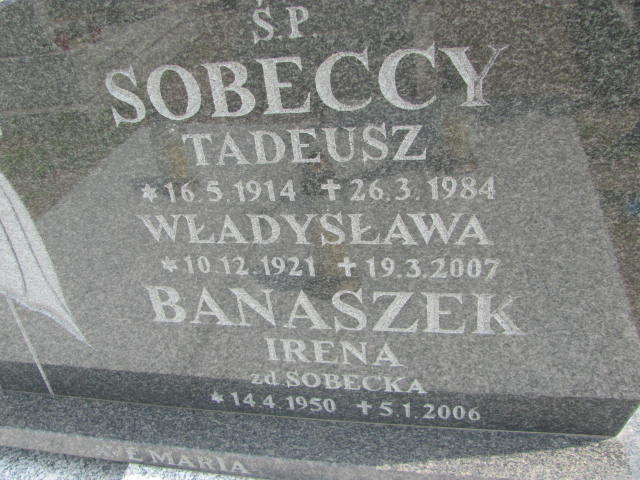 Ś.P.
SOBECCY
TADEUSZ
* 16.5.1914 + 26.3.1984
WŁADYSŁAWA
* 10.12.1921 + 19.3.2007
BANASZEK
IRENA
zd. SOBECKA
* 14.4.1950 + 5.1.2006
MARIA